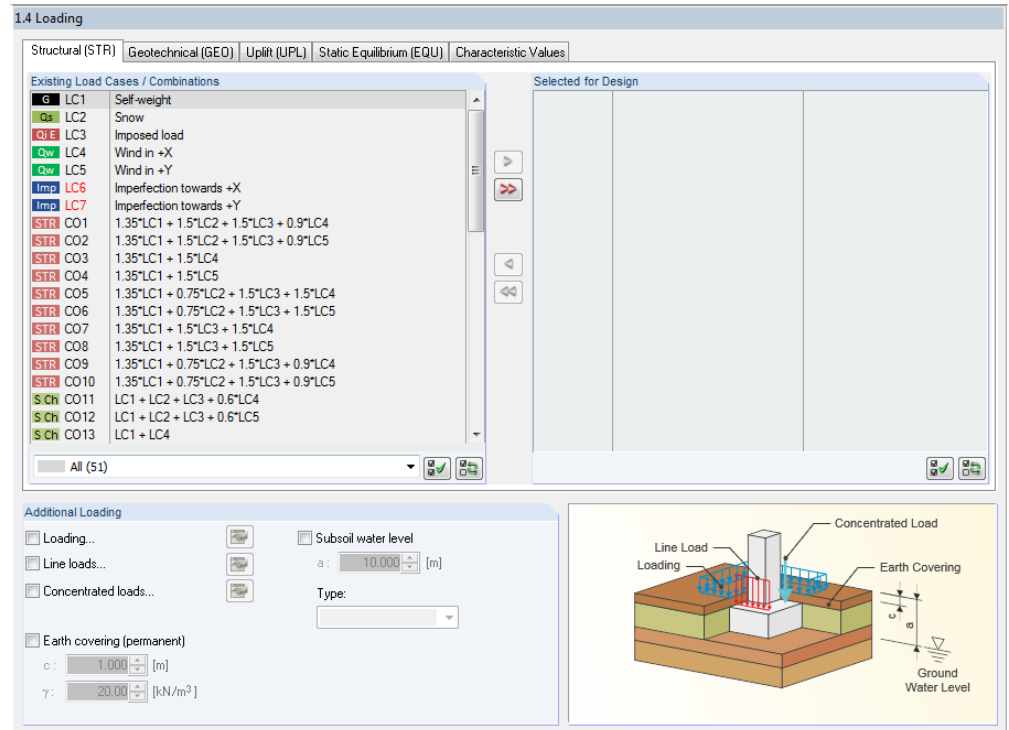 1.4 Loading
Structural (STR) Geotechnical (GEO) Uplift (UPL) Static Equilibrium (EQU) Characteristic Values
Existing Load Cases / Combinations
G LC1 Self-weight
Qs LC2 Snow
Qi E LC3 Imposed load
Qw LC4 Wind in +X
Qw LC5 Wind in +Y
Imp LC6 Imperfection towards +X
Imp LC7 Imperfection towards +Y
STR CO1 1.35*LC1 + 1.5*LC2 + 1.5*LC3 + 0.9*LC4
STR CO2 1.35*LC1 + 1.5*LC2 + 1.5*LC3 + 0.9*LC5
STR CO3 1.35*LC1 + 1.5*LC4
STR CO4 1.35*LC1 + 1.5*LC5
STR CO5 1.35*LC1 + 0.75*LC2 + 1.5*LC3 + 1.5*LC4
STR CO6 1.35*LC1 + 0.75*LC2 + 1.5*LC3 + 1.5*LC5
STR CO7 1.35*LC1 + 1.5*LC3 + 1.5*LC4
STR CO8 1.35*LC1 + 1.5*LC3 + 1.5*LC5
STR CO9 1.35*LC1 + 0.75*LC2 + 1.5*LC3 + 0.9*LC4
STR CO10 1.35*LC1 + 0.75*LC2 + 1.5*LC3 + 0.9*LC5
S Ch CO11 LC1 + LC2 + LC3 + 0.6*LC4
S Ch CO12 LC1 + LC2 + LC3 + 0.6*LC5
S Ch CO13 LC1 + LC4
All (51)
Selected for Design
Additional Loading
Loading...
Line loads...
Concentrated loads...
Earth covering (permanent)
c : 1.000 [m]
γ : 20.00 [kN/m³]
Subsoil water level
a : 10.000 [m]
Type:
Concentrated Load
Line Load
Loading
Earth Covering
c
a
Ground
Water Level